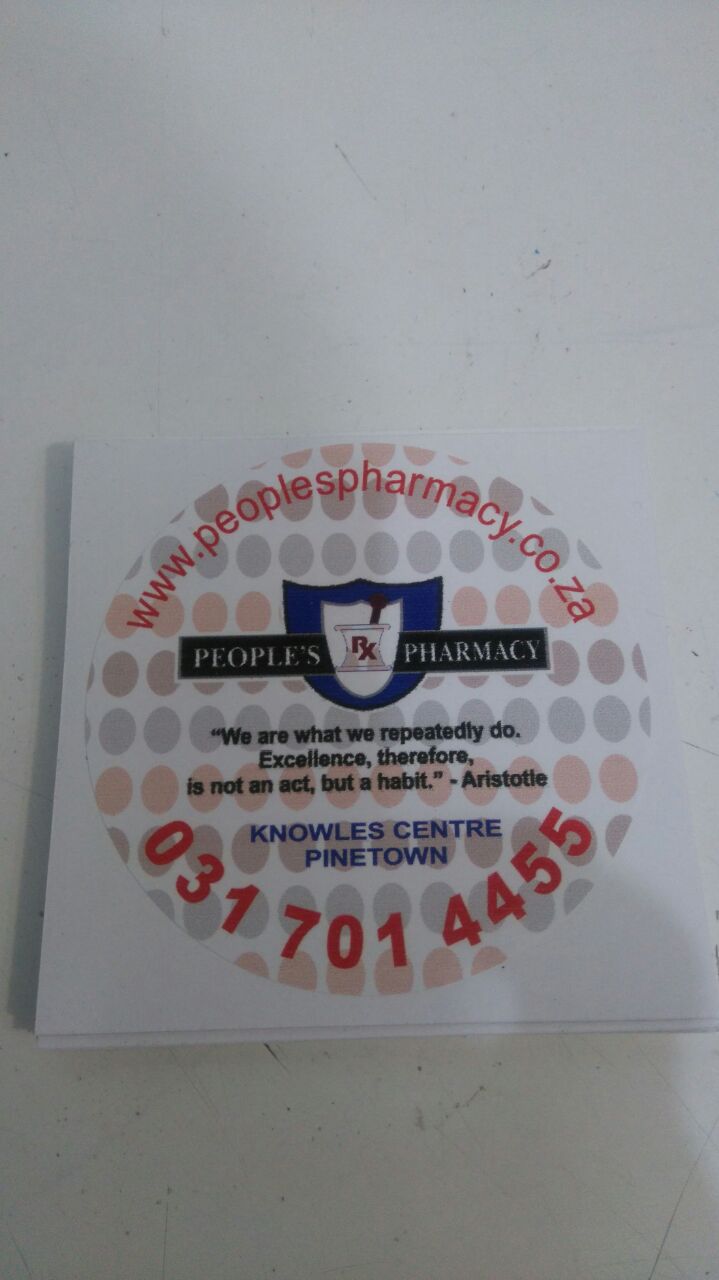 www.peoplespharmacy.co.za
PEOPLE'S Rx PHARMACY
“We are what we repeatedly do.
Excellence, therefore,
is not an act, but a habit.” - Aristotle
KNOWLES CENTRE
PINETOWN
031 701 4455